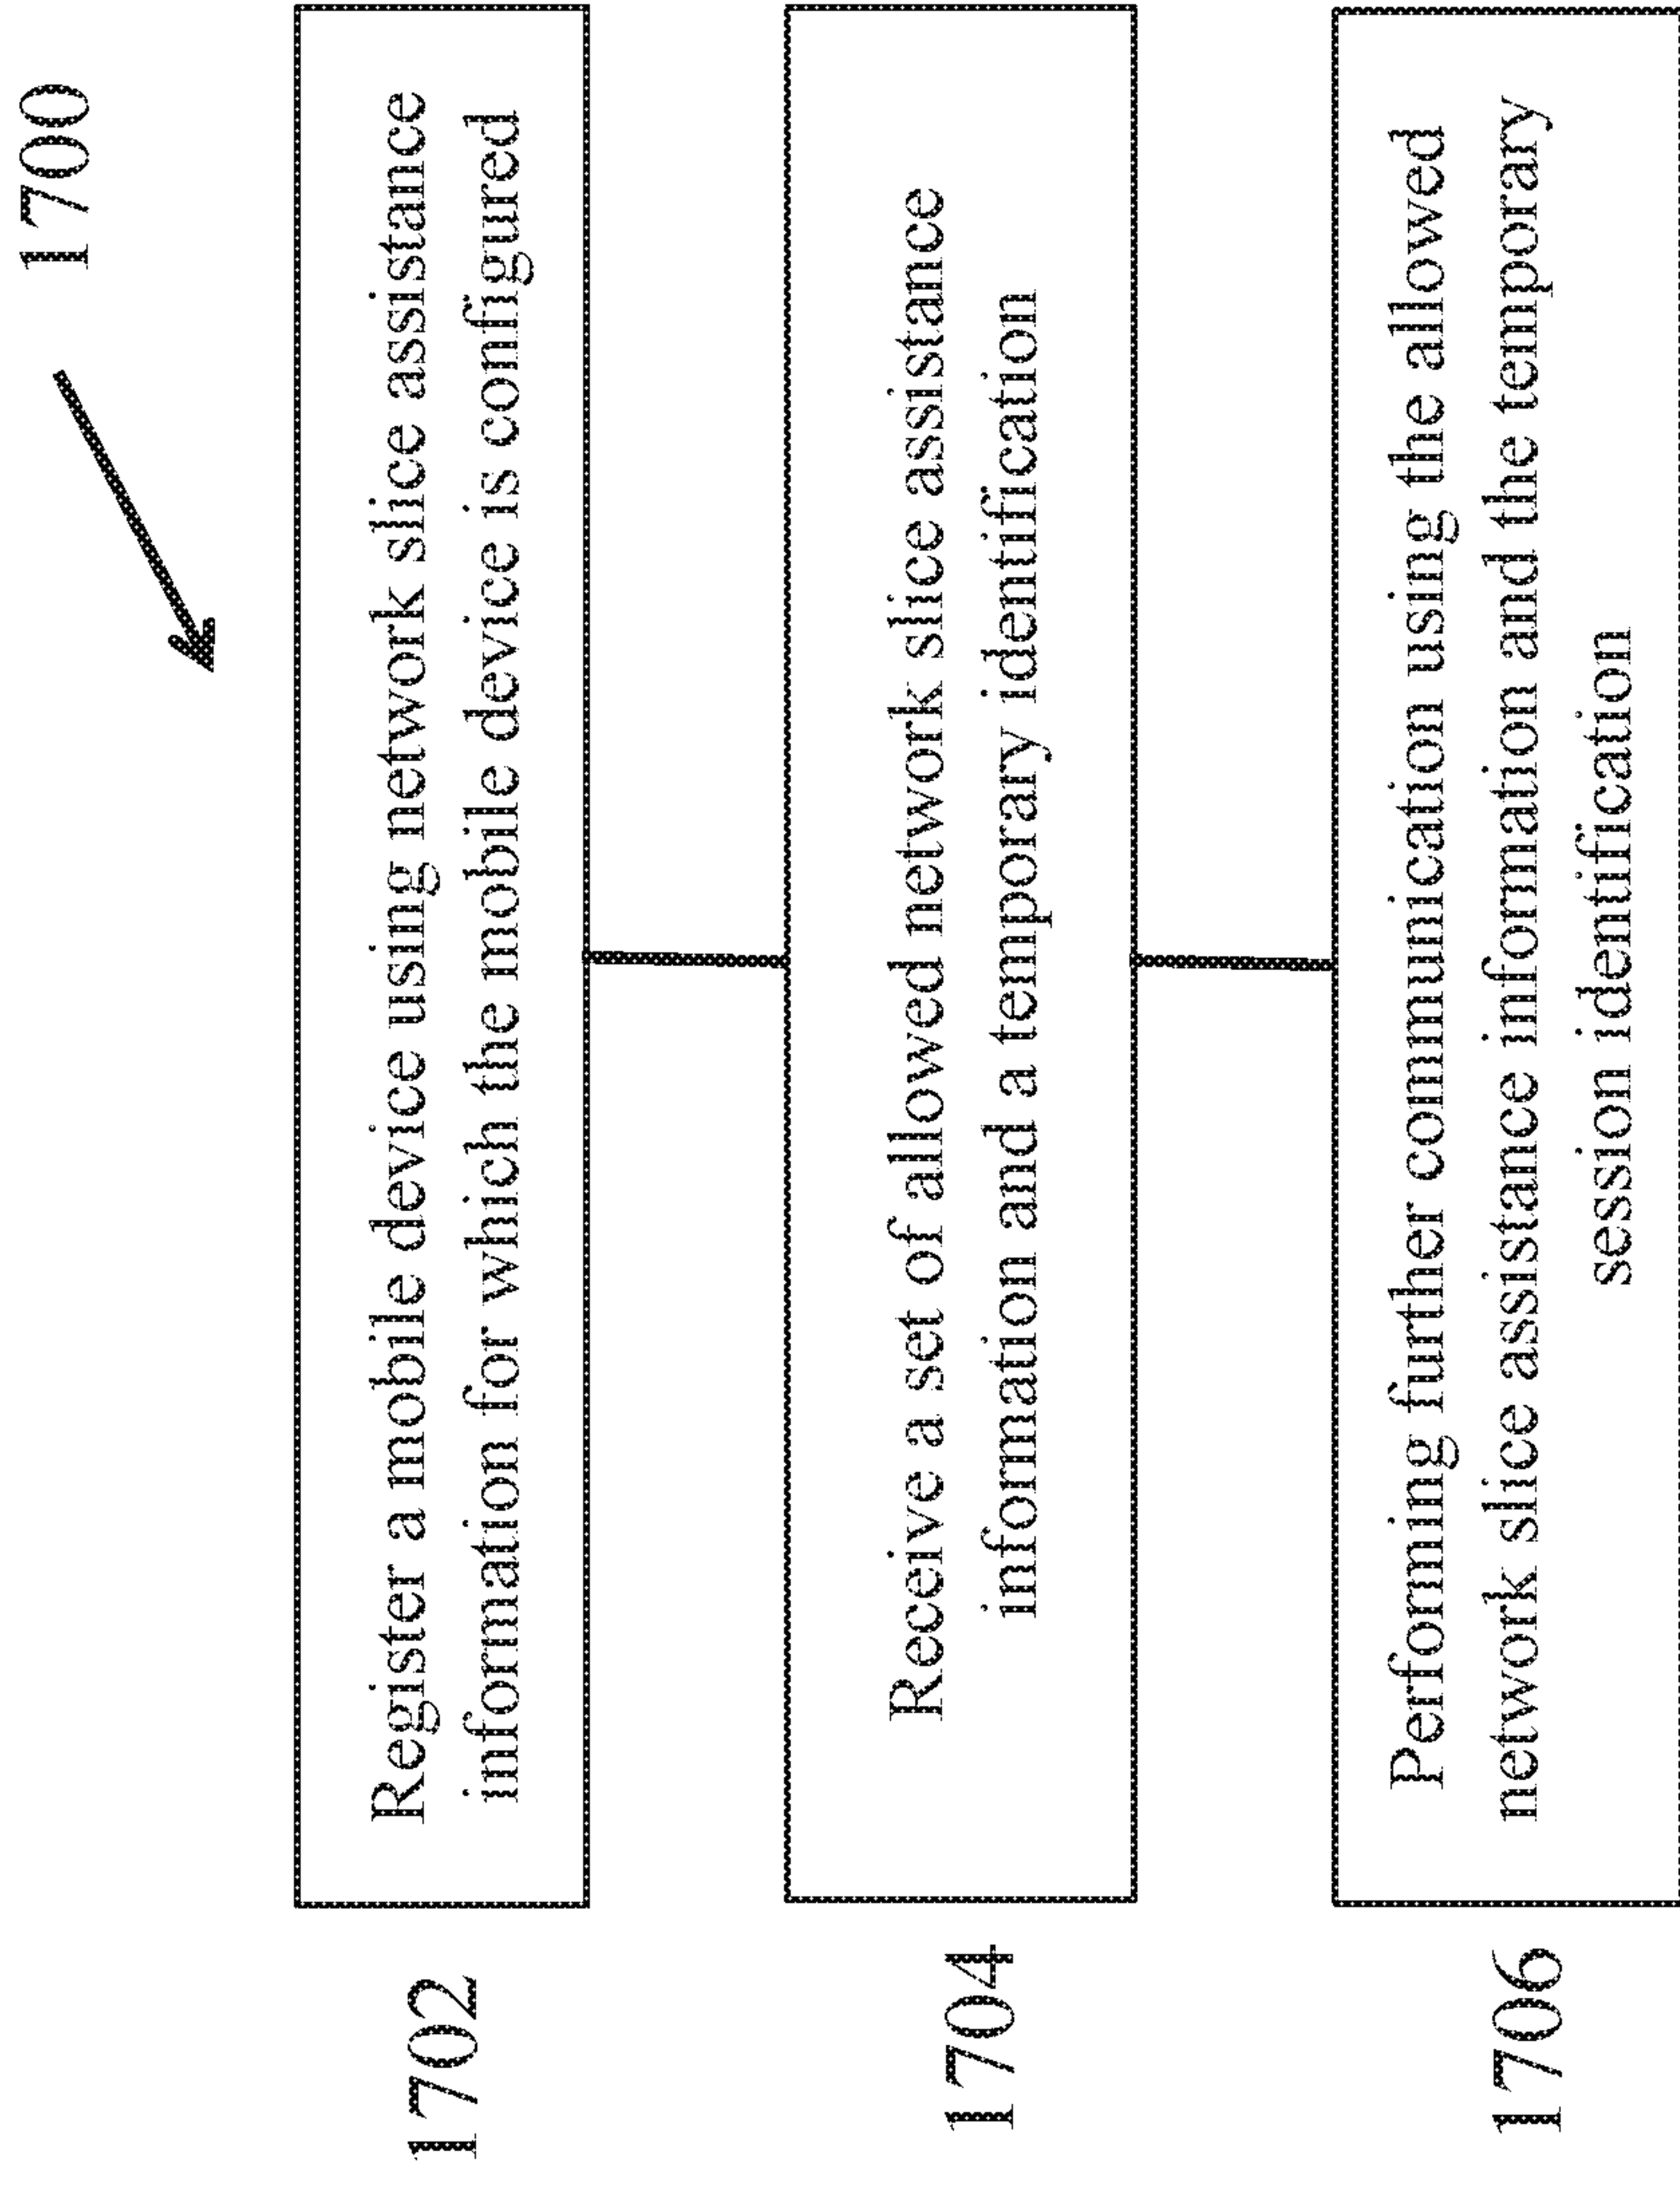 1700
1702
Register a mobile device using network slice assistance
information for which the mobile device is configured
1704
Receive a set of allowed network slice assistance
information and a temporary identification
1706
Performing further communication using the allowed
network slice assistance information and the temporary
session identification